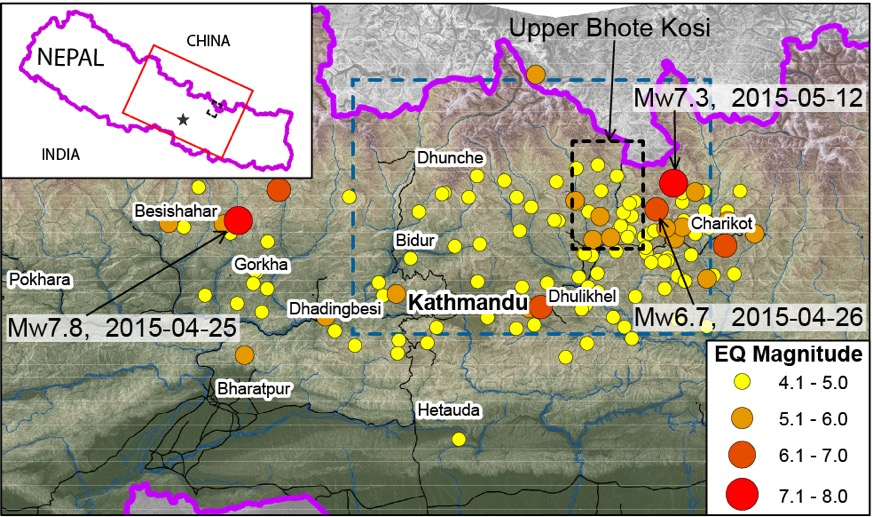 Upper Bhote Kosi
CHINA
NEPAL
INDIA
Mw7.3, 2015-05-12
Dhunche
Besishahar
Charikot
Bidur
Gorkha
Pokhara
Kathmandu
Dhulikhel
Dhadingbesi
Mw7.8, 2015-04-25
Mw6.7, 2015-04-26
Bharatpur
Hetauda
EQ Magnitude
4.1 - 5.0
5.1 - 6.0
6.1 - 7.0
7.1 - 8.0